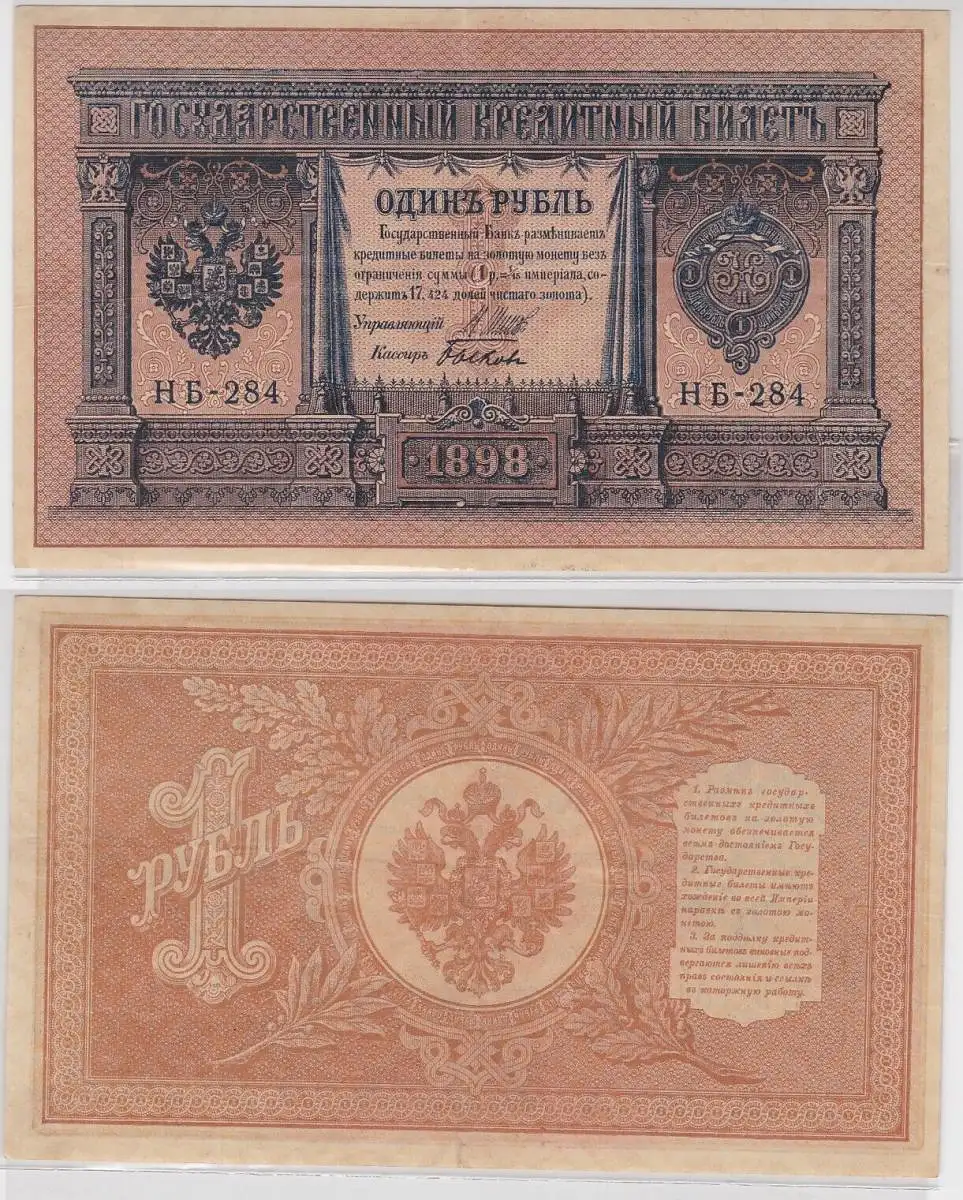 ГОСУДАРСТВЕННЫЙ КРЕДИТНЫЙ БИЛЕТЪ
ОДИНЪ РУБЛЬ
Государственный Банкъ размѣниваетъ
кредитные билеты на золотую монету безъ
ограниченія суммы (1 р.=1/15 имперіала, со-
держитъ 17,424 долей чистаго золота).
Управляющій
Кассиръ
НБ-284
НБ-284
1 1
1
1898
1
РУБЛЬ
1. Размѣнъ государ-
ственныхъ кредитныхъ
билетовъ на золотую
монету обезпечивается
всѣмъ достояніемъ Госу-
дарства.
2. Государственные кре-
дитные билеты имѣютъ
хожденіе во всей Имперіи
наравнѣ съ золотою мо-
нетою.
3. За поддѣлку кредит-
ныхъ билетовъ виновные под-
вергаются лишенію всѣхъ
правъ состоянія и ссылкѣ
въ каторжную работу.